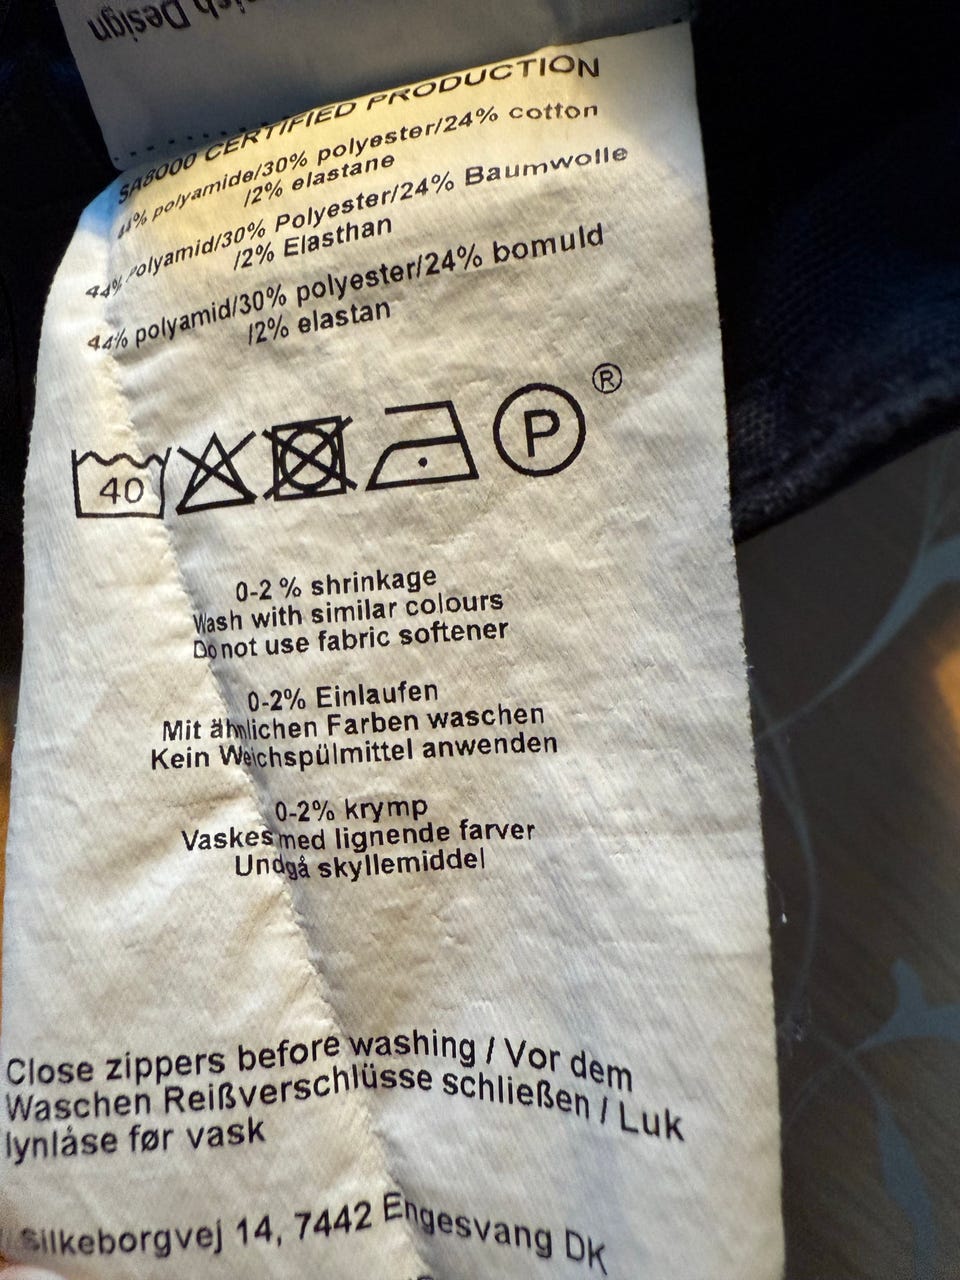 Danish Design
SA8000 CERTIFIED PRODUCTION
44% polyamide/30% polyester/24% cotton
/2% elastane
44% Polyamid/30% Polyester/24% Baumwolle
/2% Elasthan
44% polyamid/30% polyester/24% bomuld
/2% elastan
®
40 P
0-2 % shrinkage
Wash with similar colours
Do not use fabric softener
0-2% Einlaufen
Mit ähnlichen Farben waschen
Kein Weichspülmittel anwenden
0-2% krymp
Vaskes med lignende farver
Undgå skyllemiddel
Close zippers before washing / Vor dem
Waschen Reißverschlüsse schließen / Luk
lynlåse før vask
Silkeborgvej 14, 7442 Engesvang DK